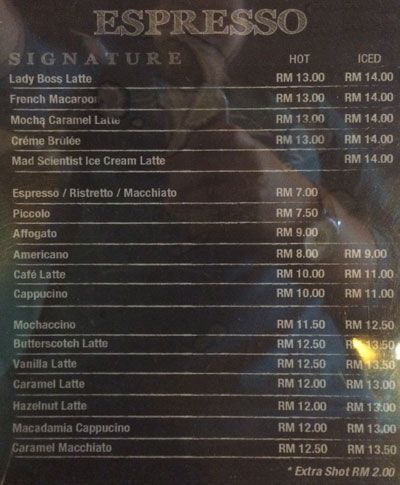 ESPRESSO
SIGNATURE HOT ICED
Lady Boss Latte RM 13.00 RM 14.00
French Macaroon RM 13.00 RM 14.00
Mocha Caramel Latte RM 13.00 RM 14.00
Créme Brulée RM 13.00 RM 14.00
Mad Scientist Ice Cream Latte RM 14.00
Espresso / Ristretto / Macchiato RM 7.00
Piccolo RM 7.50
Affogato RM 9.00
Americano RM 8.00 RM 9.00
Café Latte RM 10.00 RM 11.00
Cappucino RM 10.00 RM 11.00
Mochaccino RM 11.50 RM 12.50
Butterscotch Latte RM 12.50 RM 13.50
Vanilla Latte RM 12.50 RM 13.50
Caramel Latte RM 12.00 RM 13.00
Hazelnut Latte RM 12.00 RM 13.00
Macadamia Cappucino RM 12.00 RM 13.00
Caramel Macchiato RM 12.50 RM 13.50
* Extra Shot RM 2.00